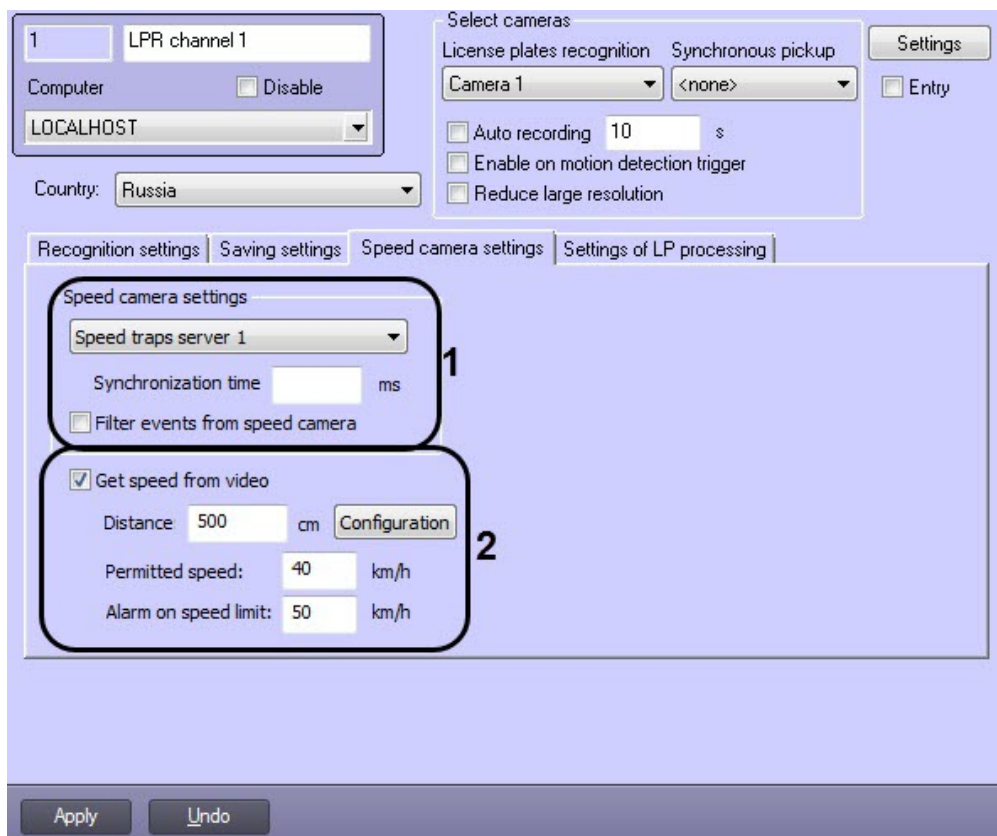 1
LPR channel 1
Computer
Disable
LOCALHOST
Country:
Russia
Select cameras
License plates recognition
Synchronous pickup
Camera 1
<none>
Auto recording
10
s
Enable on motion detection trigger
Reduce large resolution
Settings
Entry
Recognition settings
Saving settings
Speed camera settings
Settings of LP processing
Speed camera settings
Speed traps server 1
Synchronization time
ms
Filter events from speed camera
1
Get speed from video
Distance
500
cm
Configuration
Permitted speed:
40
km/h
Alarm on speed limit:
50
km/h
2
Apply
Undo